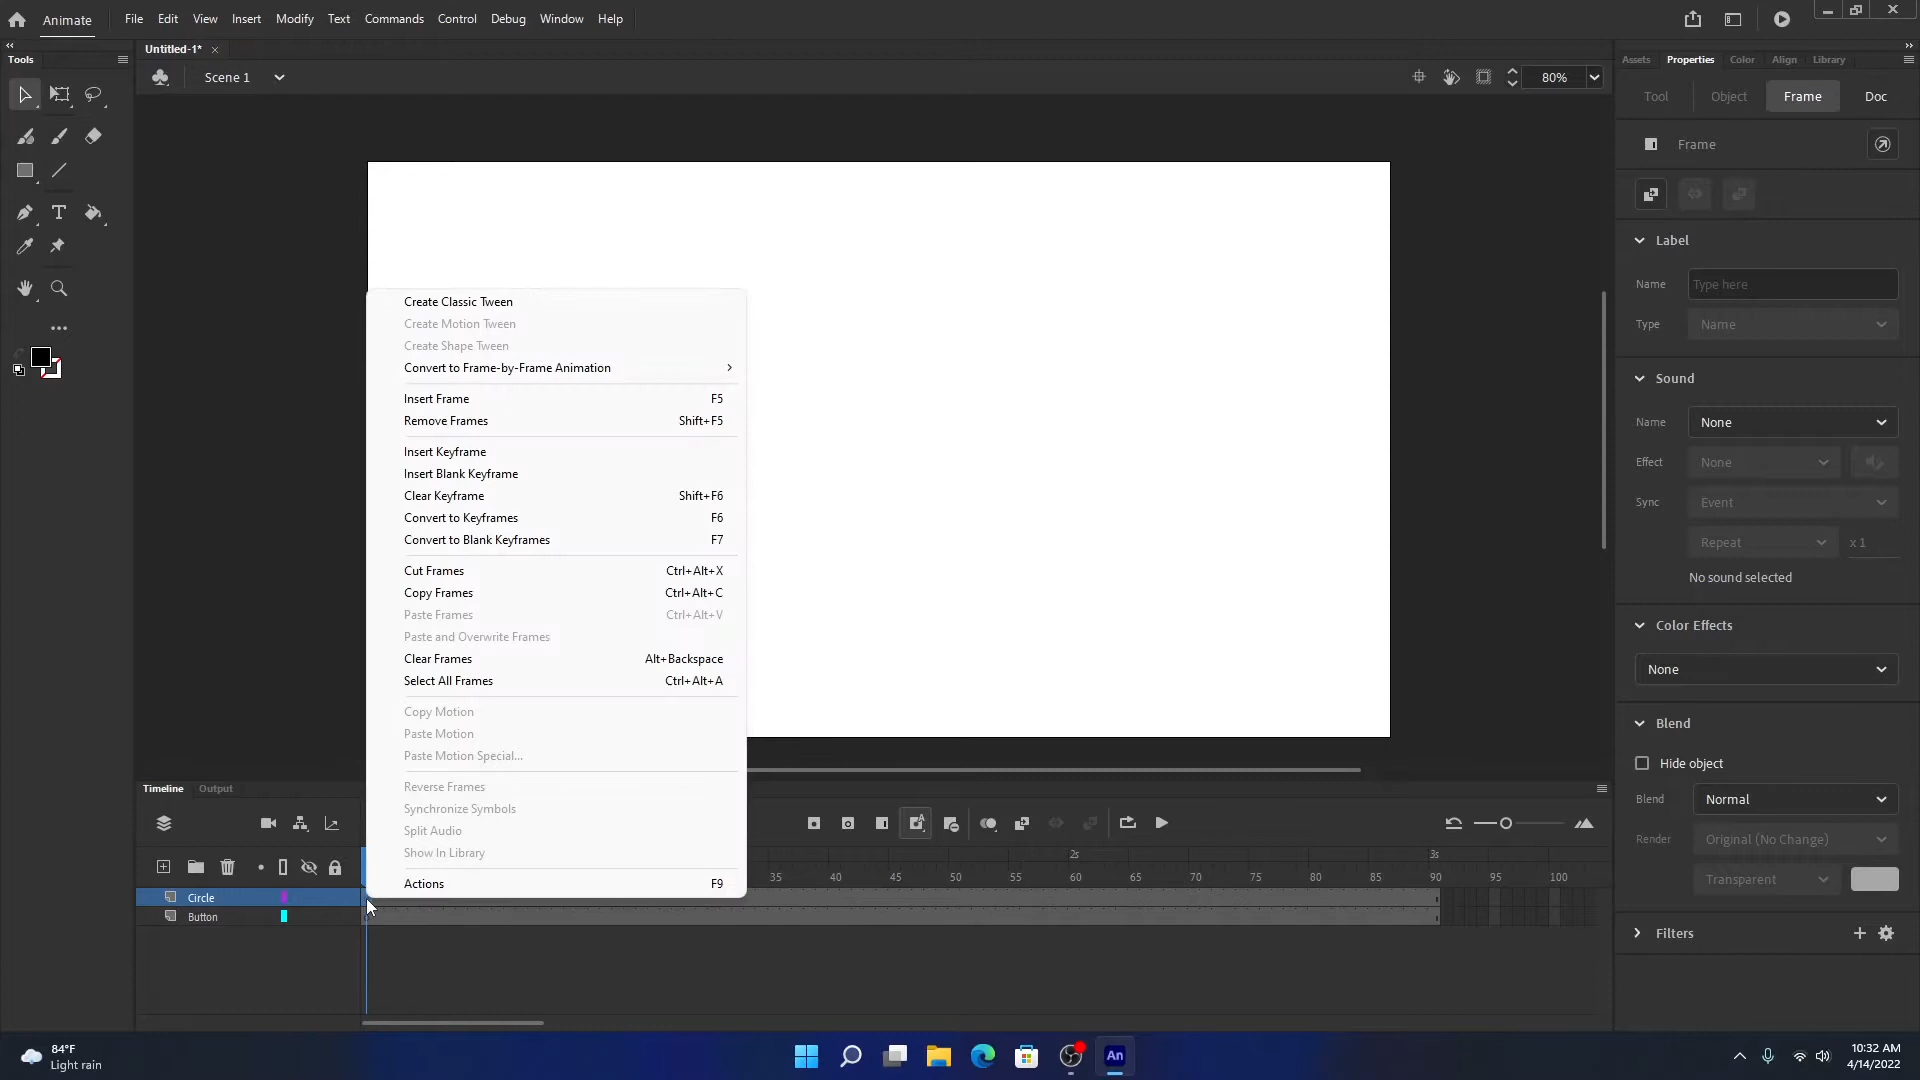 Animate File Edit View Insert Modify Text Commands Control Debug Window Help
Untitled-1*
Tools
Scene 1
80%
Assets Properties Color Align Library
Tool Object Frame Doc
Frame
Label
Name Type here
Type Name
Sound
Name None
Effect None
Sync Event
Repeat x 1
No sound selected
Color Effects
None
Blend
Hide object
Blend Normal
Render Original (No Change)
Transparent
Filters
Create Classic Tween
Create Motion Tween
Create Shape Tween
Convert to Frame-by-Frame Animation
Insert Frame F5
Remove Frames Shift+F5
Insert Keyframe
Insert Blank Keyframe
Clear Keyframe Shift+F6
Convert to Keyframes F6
Convert to Blank Keyframes F7
Cut Frames Ctrl+Alt+X
Copy Frames Ctrl+Alt+C
Paste Frames Ctrl+Alt+V
Paste and Overwrite Frames
Clear Frames Alt+Backspace
Select All Frames Ctrl+Alt+A
Copy Motion
Paste Motion
Paste Motion Special...
Reverse Frames
Synchronize Symbols
Split Audio
Show In Library
Actions F9
Timeline Output
2s 3s
35 40 45 50 55 60 65 70 75 80 85 90 95 100
Circle
Button
84°F
Light rain
An
10:32 AM
4/14/2022